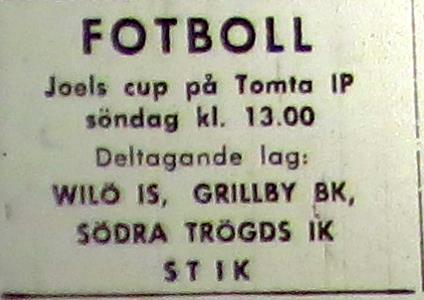 FOTBOLL
Joels cup på Tomta IP
söndag kl. 13.00
Deltagande lag:
WILÖ IS, GRILLBY BK,
SÖDRA TRÖGDS IK
STIK